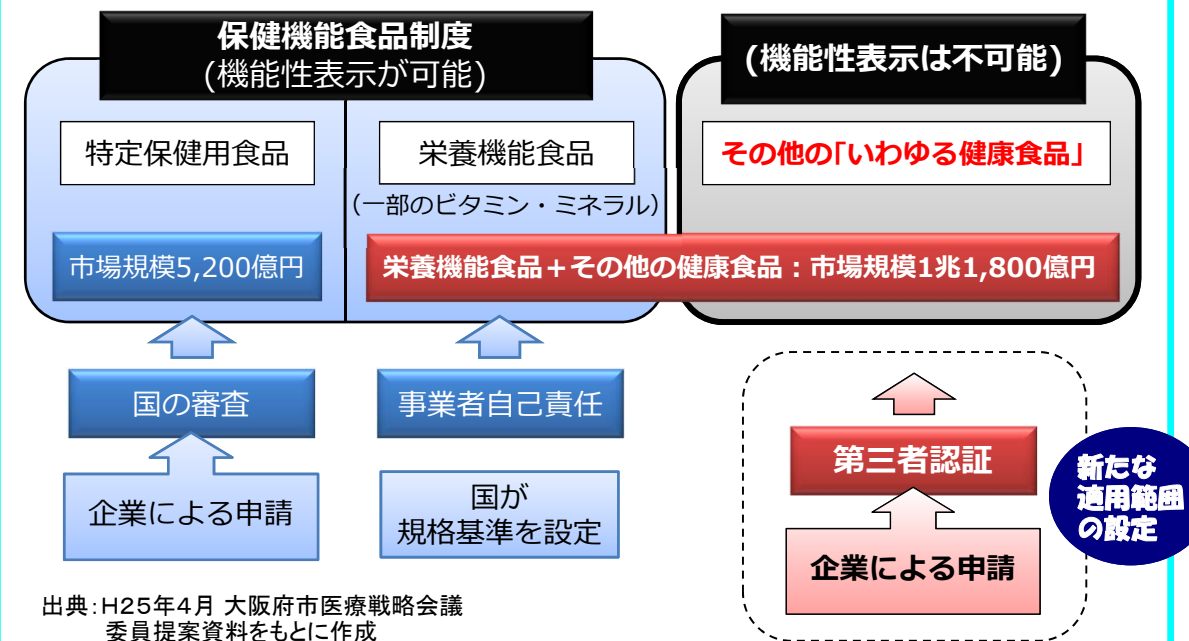 保健機能食品制度
(機能性表示が可能)
(機能性表示は不可能)
特定保健用食品
栄養機能食品
(一部のビタミン・ミネラル)
その他の「いわゆる健康食品」
市場規模5,200億円
栄養機能食品＋その他の健康食品：市場規模1兆1,800億円
国の審査
事業者自己責任
第三者認証
企業による申請
国が
規格基準を設定
企業による申請
新たな
適用範囲
の設定
出典：H25年4月 大阪府市医療戦略会議
委員提案資料をもとに作成